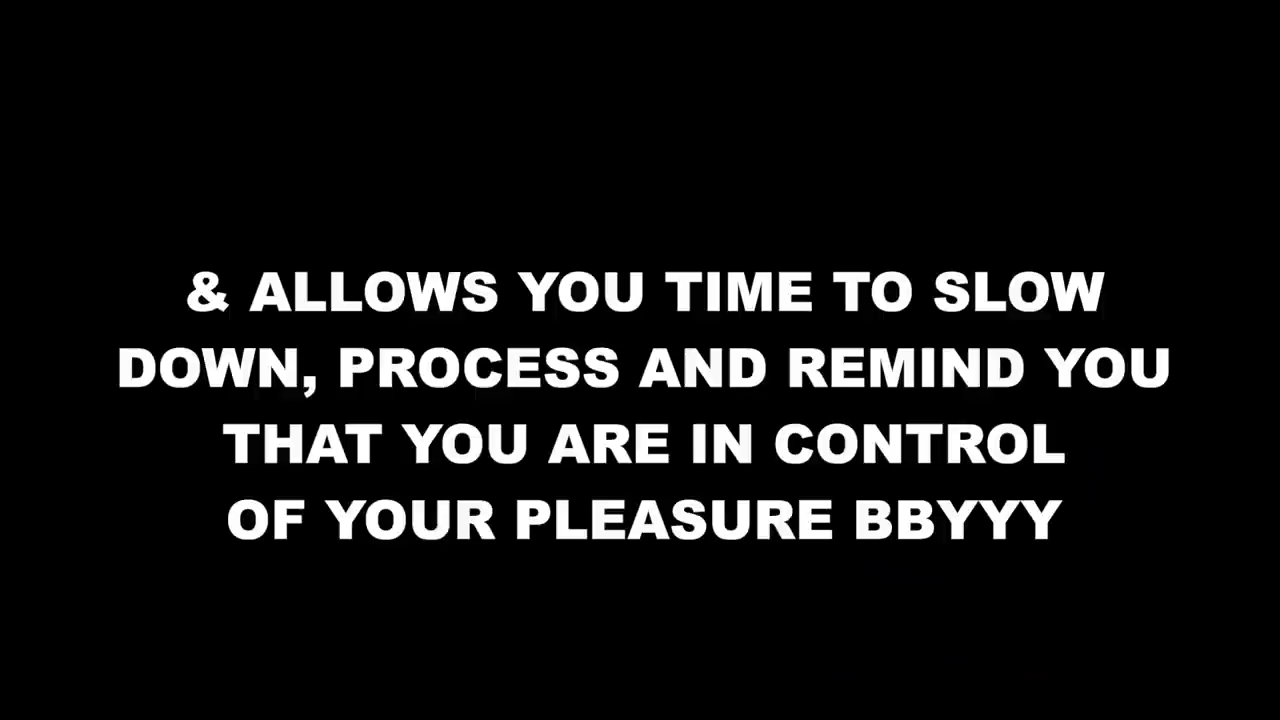 & ALLOWS YOU TIME TO SLOW
DOWN, PROCESS AND REMIND YOU
THAT YOU ARE IN CONTROL
OF YOUR PLEASURE BBYYY